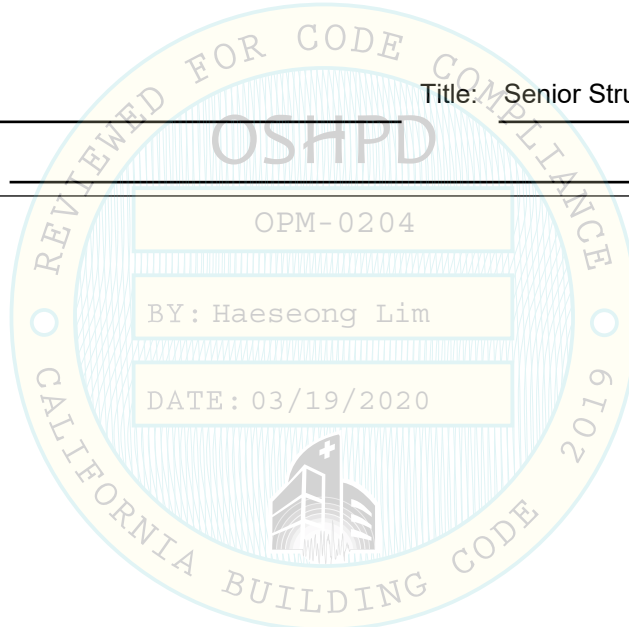 Title: Senior Stru
REVIEWED FOR CODE COMPLIANCE
OSHPD
OPM-0204
BY: Haeseong Lim
DATE: 03/19/2020
CALIFORNIA BUILDING CODE 2019